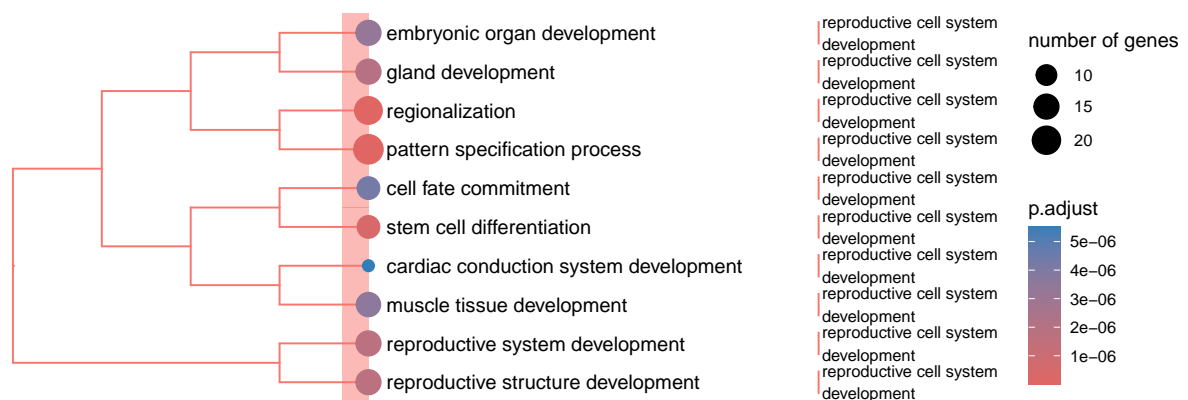 embryonic organ development
gland development
regionalization
pattern specification process
cell fate commitment
stem cell differentiation
cardiac conduction system development
muscle tissue development
reproductive system development
reproductive structure development
reproductive cell system
development
reproductive cell system
development
reproductive cell system
development
reproductive cell system
development
reproductive cell system
development
reproductive cell system
development
reproductive cell system
development
reproductive cell system
development
reproductive cell system
development
reproductive cell system
development
number of genes
10
15
20
p.adjust
5e−06
4e−06
3e−06
2e−06
1e−06